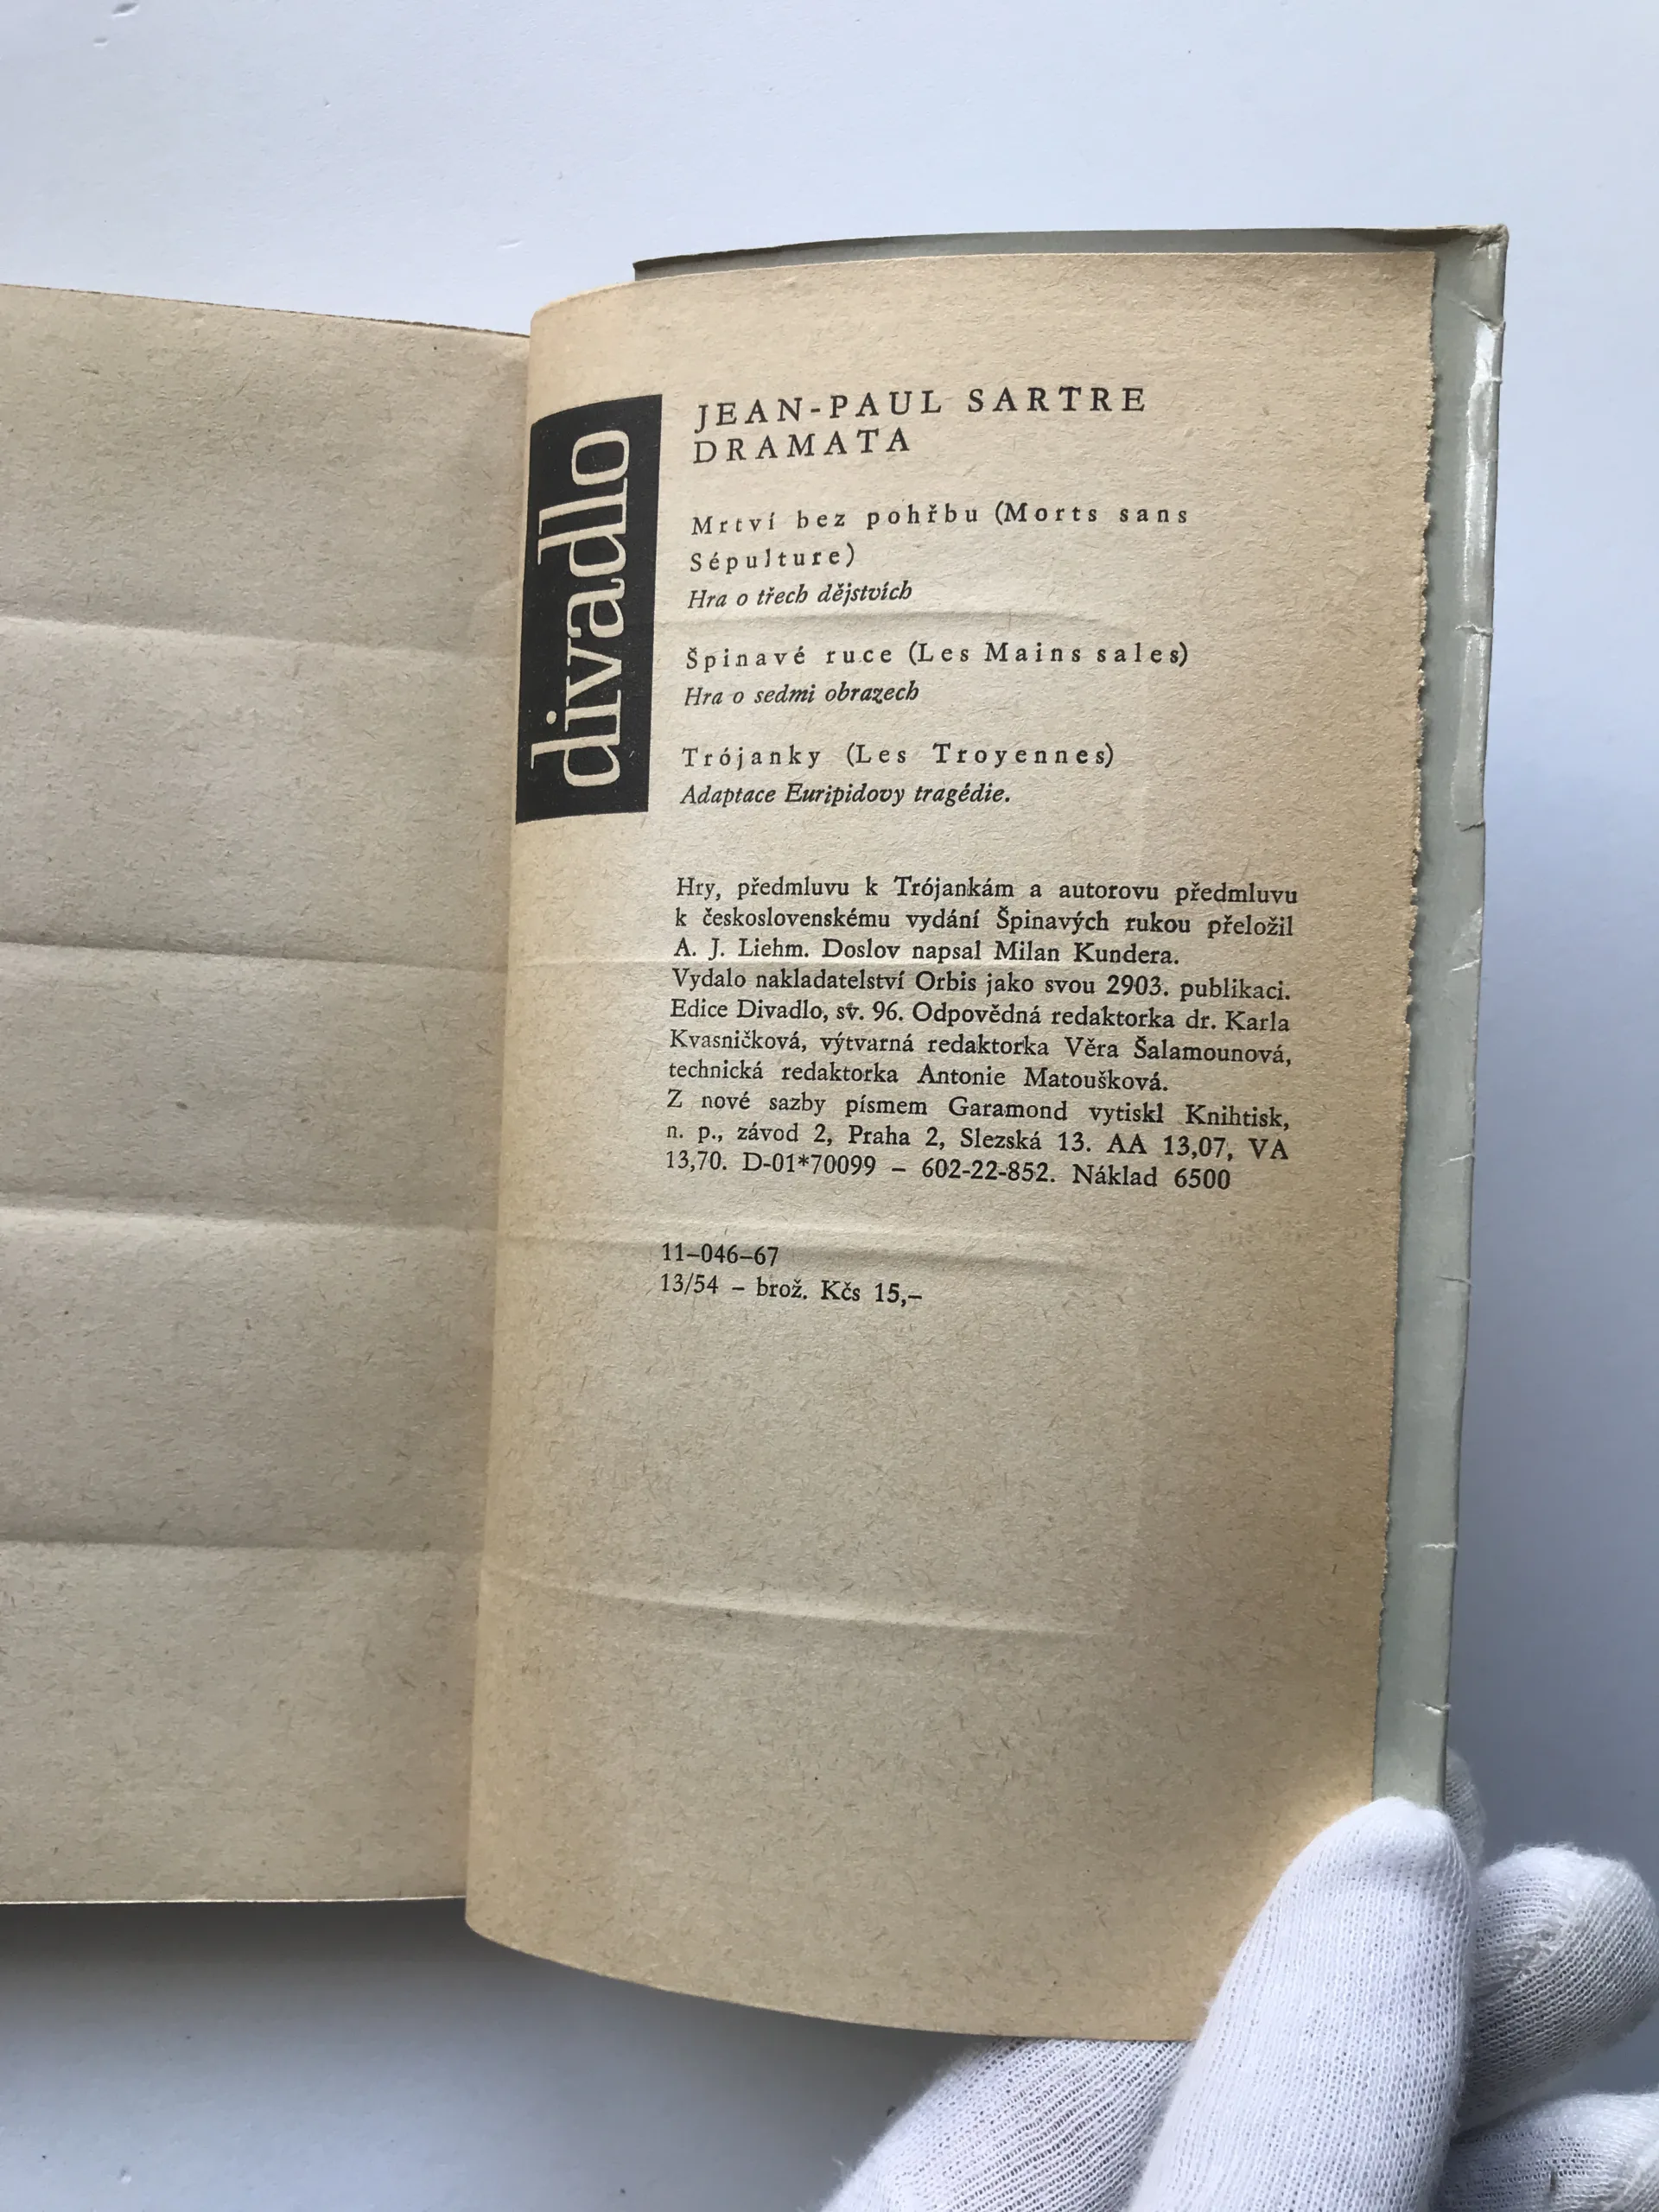 divadlo
JEAN-PAUL SARTRE
DRAMATA
Mrtví bez pohřbu (Morts sans
Sépulture)
Hra o třech dějstvích
Špinavé ruce (Les Mains sales)
Hra o sedmi obrazech
Trójanky (Les Troyennes)
Adaptace Euripidovy tragédie.
Hry, předmluvu k Trójankám a autorovu předmluvu
k československému vydání Špinavých rukou přeložil
A. J. Liehm. Doslov napsal Milan Kundera.
Vydalo nakladatelství Orbis jako svou 2903. publikaci.
Edice Divadlo, sv. 96. Odpovědná redaktorka dr. Karla
Kvasničková, výtvarná redaktorka Věra Šalamounová,
technická redaktorka Antonie Matoušková.
Z nové sazby písmem Garamond vytiskl Knihtisk,
n. p., závod 2, Praha 2, Slezská 13. AA 13,07, VA
13,70. D-01*70099 – 602-22-852. Náklad 6500
11–046–67
13/54 – brož. Kčs 15,–